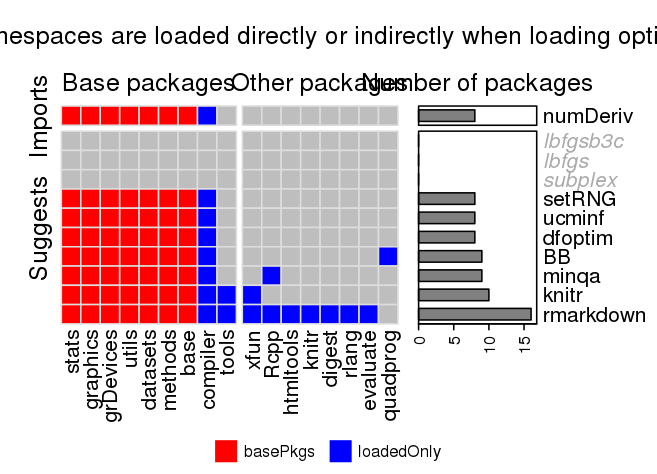 nespaces are loaded directly or indirectly when loading opti
Base packages
Other packages
Number of packages
Imports
Suggests
numDeriv
lbfgsb3c
lbfgs
subplex
setRNG
ucminf
dfoptim
BB
minqa
knitr
rmarkdown
0 5 10 15
stats
graphics
grDevices
utils
datasets
methods
base
compiler
tools
xfun
Rcpp
htmltools
knitr
digest
rlang
evaluate
quadprog
basePkgs loadedOnly